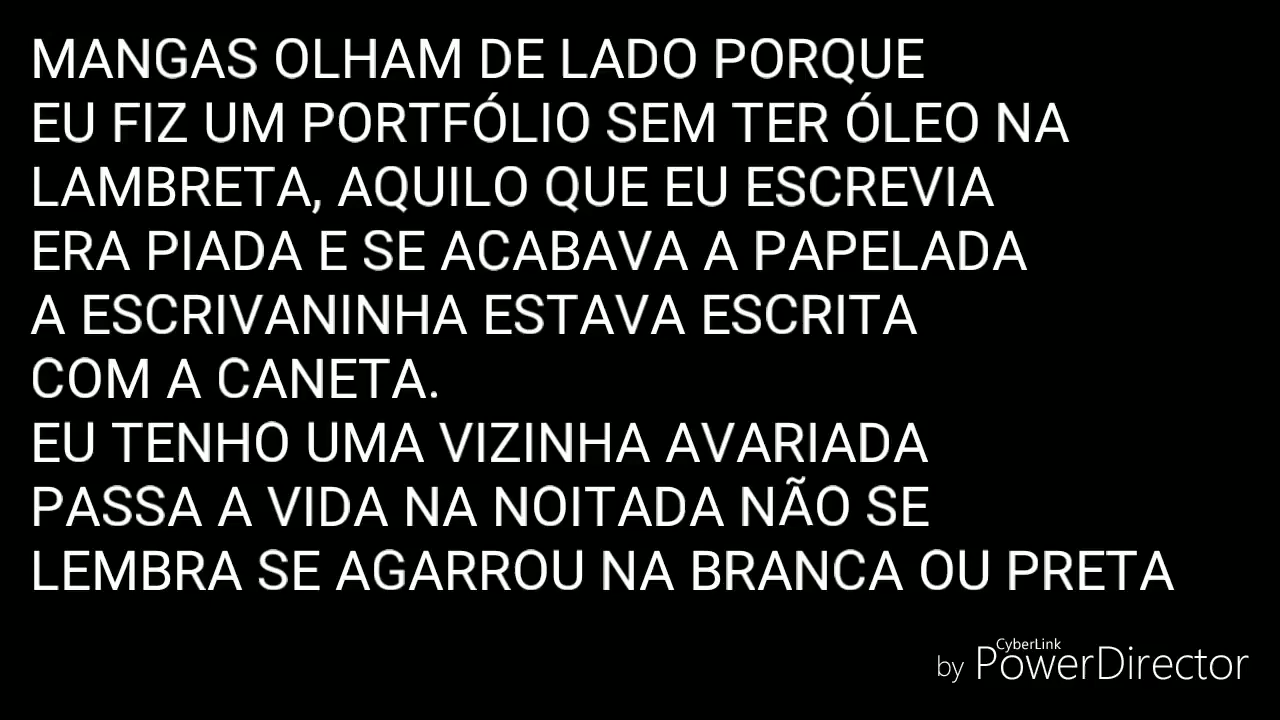 MANGAS OLHAM DE LADO PORQUE
EU FIZ UM PORTFÓLIO SEM TER ÓLEO NA
LAMBRETA, AQUILO QUE EU ESCREVIA
ERA PIADA E SE ACABAVA A PAPELADA
A ESCRIVANINHA ESTAVA ESCRITA
COM A CANETA.
EU TENHO UMA VIZINHA AVARIADA
PASSA A VIDA NA NOITADA NÃO SE
LEMBRA SE AGARROU NA BRANCA OU PRETA
CyberLink
by PowerDirector